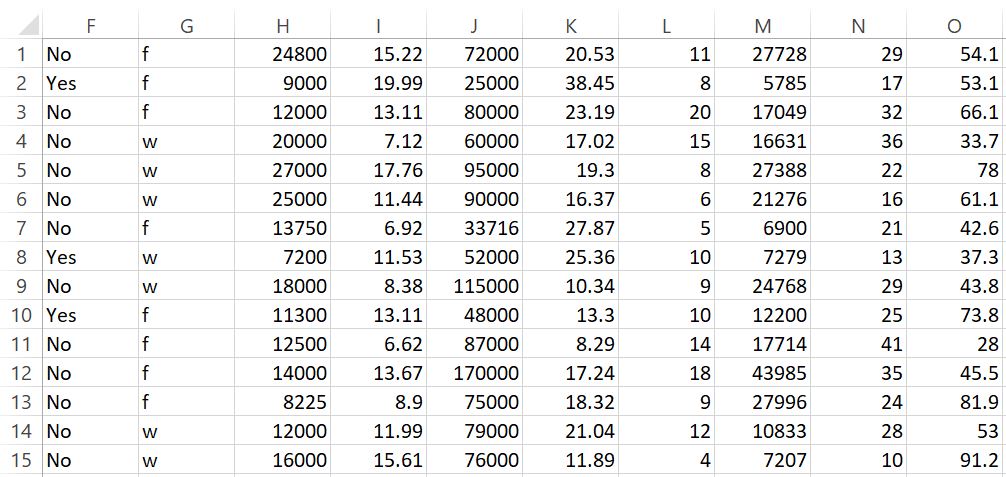 F G H I J K L M N O
1 No f 24800 15.22 72000 20.53 11 27728 29 54.1
2 Yes f 9000 19.99 25000 38.45 8 5785 17 53.1
3 No f 12000 13.11 80000 23.19 20 17049 32 66.1
4 No w 20000 7.12 60000 17.02 15 16631 36 33.7
5 No w 27000 17.76 95000 19.3 8 27388 22 78
6 No w 25000 11.44 90000 16.37 6 21276 16 61.1
7 No f 13750 6.92 33716 27.87 5 6900 21 42.6
8 Yes w 7200 11.53 52000 25.36 10 7279 13 37.3
9 No w 18000 8.38 115000 10.34 9 24768 29 43.8
10 Yes f 11300 13.11 48000 13.3 10 12200 25 73.8
11 No f 12500 6.62 87000 8.29 14 17714 41 28
12 No f 14000 13.67 170000 17.24 18 43985 35 45.5
13 No f 8225 8.9 75000 18.32 9 27996 24 81.9
14 No w 12000 11.99 79000 21.04 12 10833 28 53
15 No w 16000 15.61 76000 11.89 4 7207 10 91.2